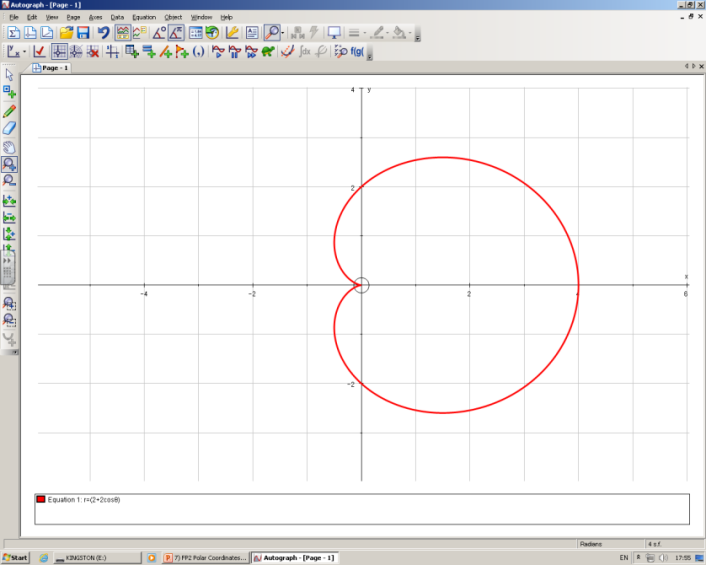 Autograph - [Page - 1]
File Edit View Page Axes Data Equation Object Window Help
Page - 1
4 y
2
x
-4 -2 2 4 6
-2
Equation 1: r=(2+2cosθ)
Radians 4 s.f.
Start KINGSTON (E:) 7) FP2 Polar Coordinates... Autograph - [Page - 1] EN 17:55